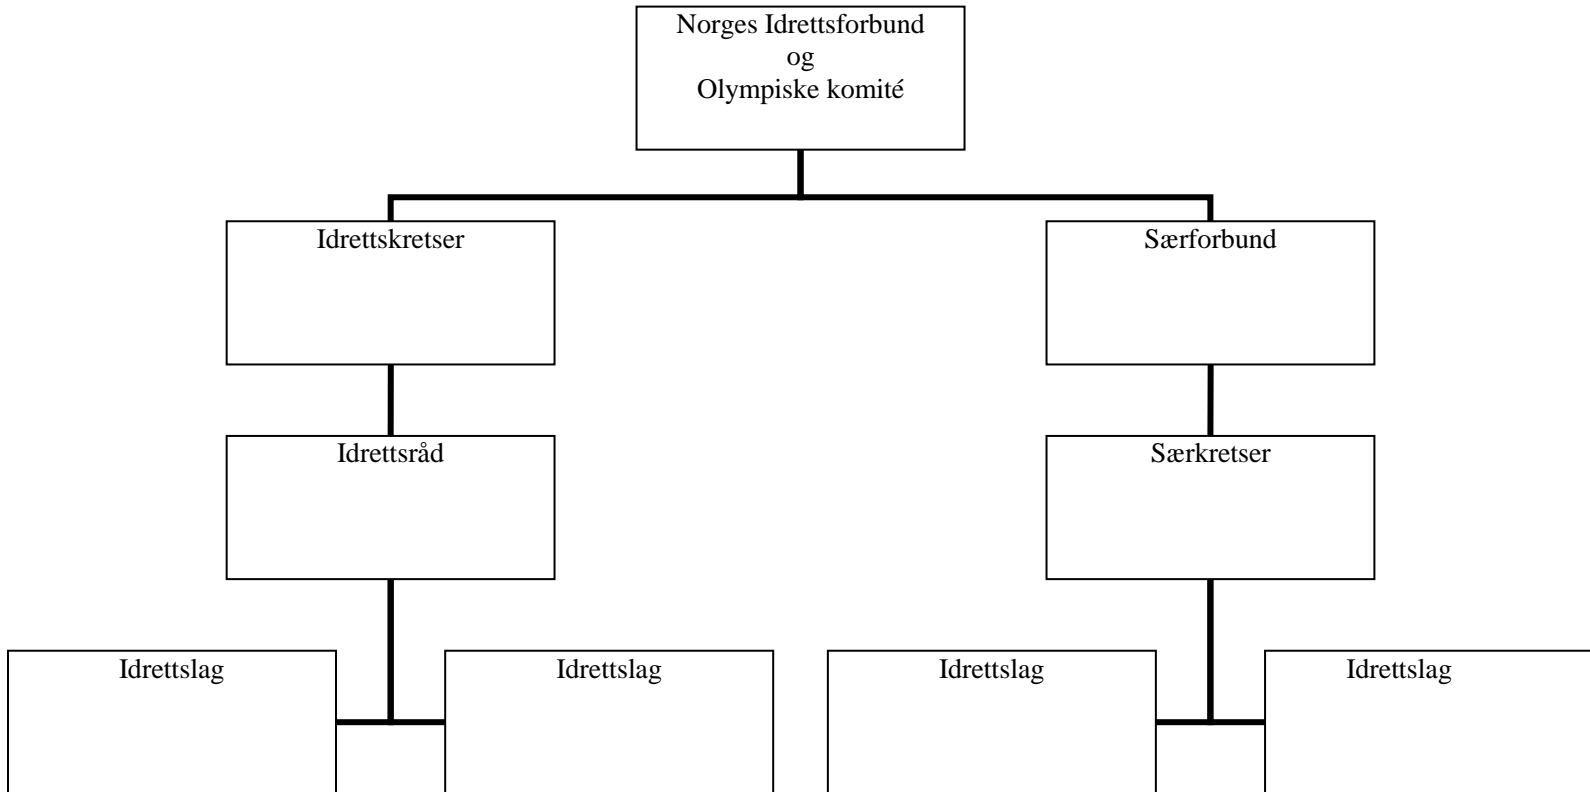 Norges Idrettsforbund
og
Olympiske komité
Idrettskretser
Særforbund
Idrettsråd
Særkretser
Idrettslag
Idrettslag
Idrettslag
Idrettslag